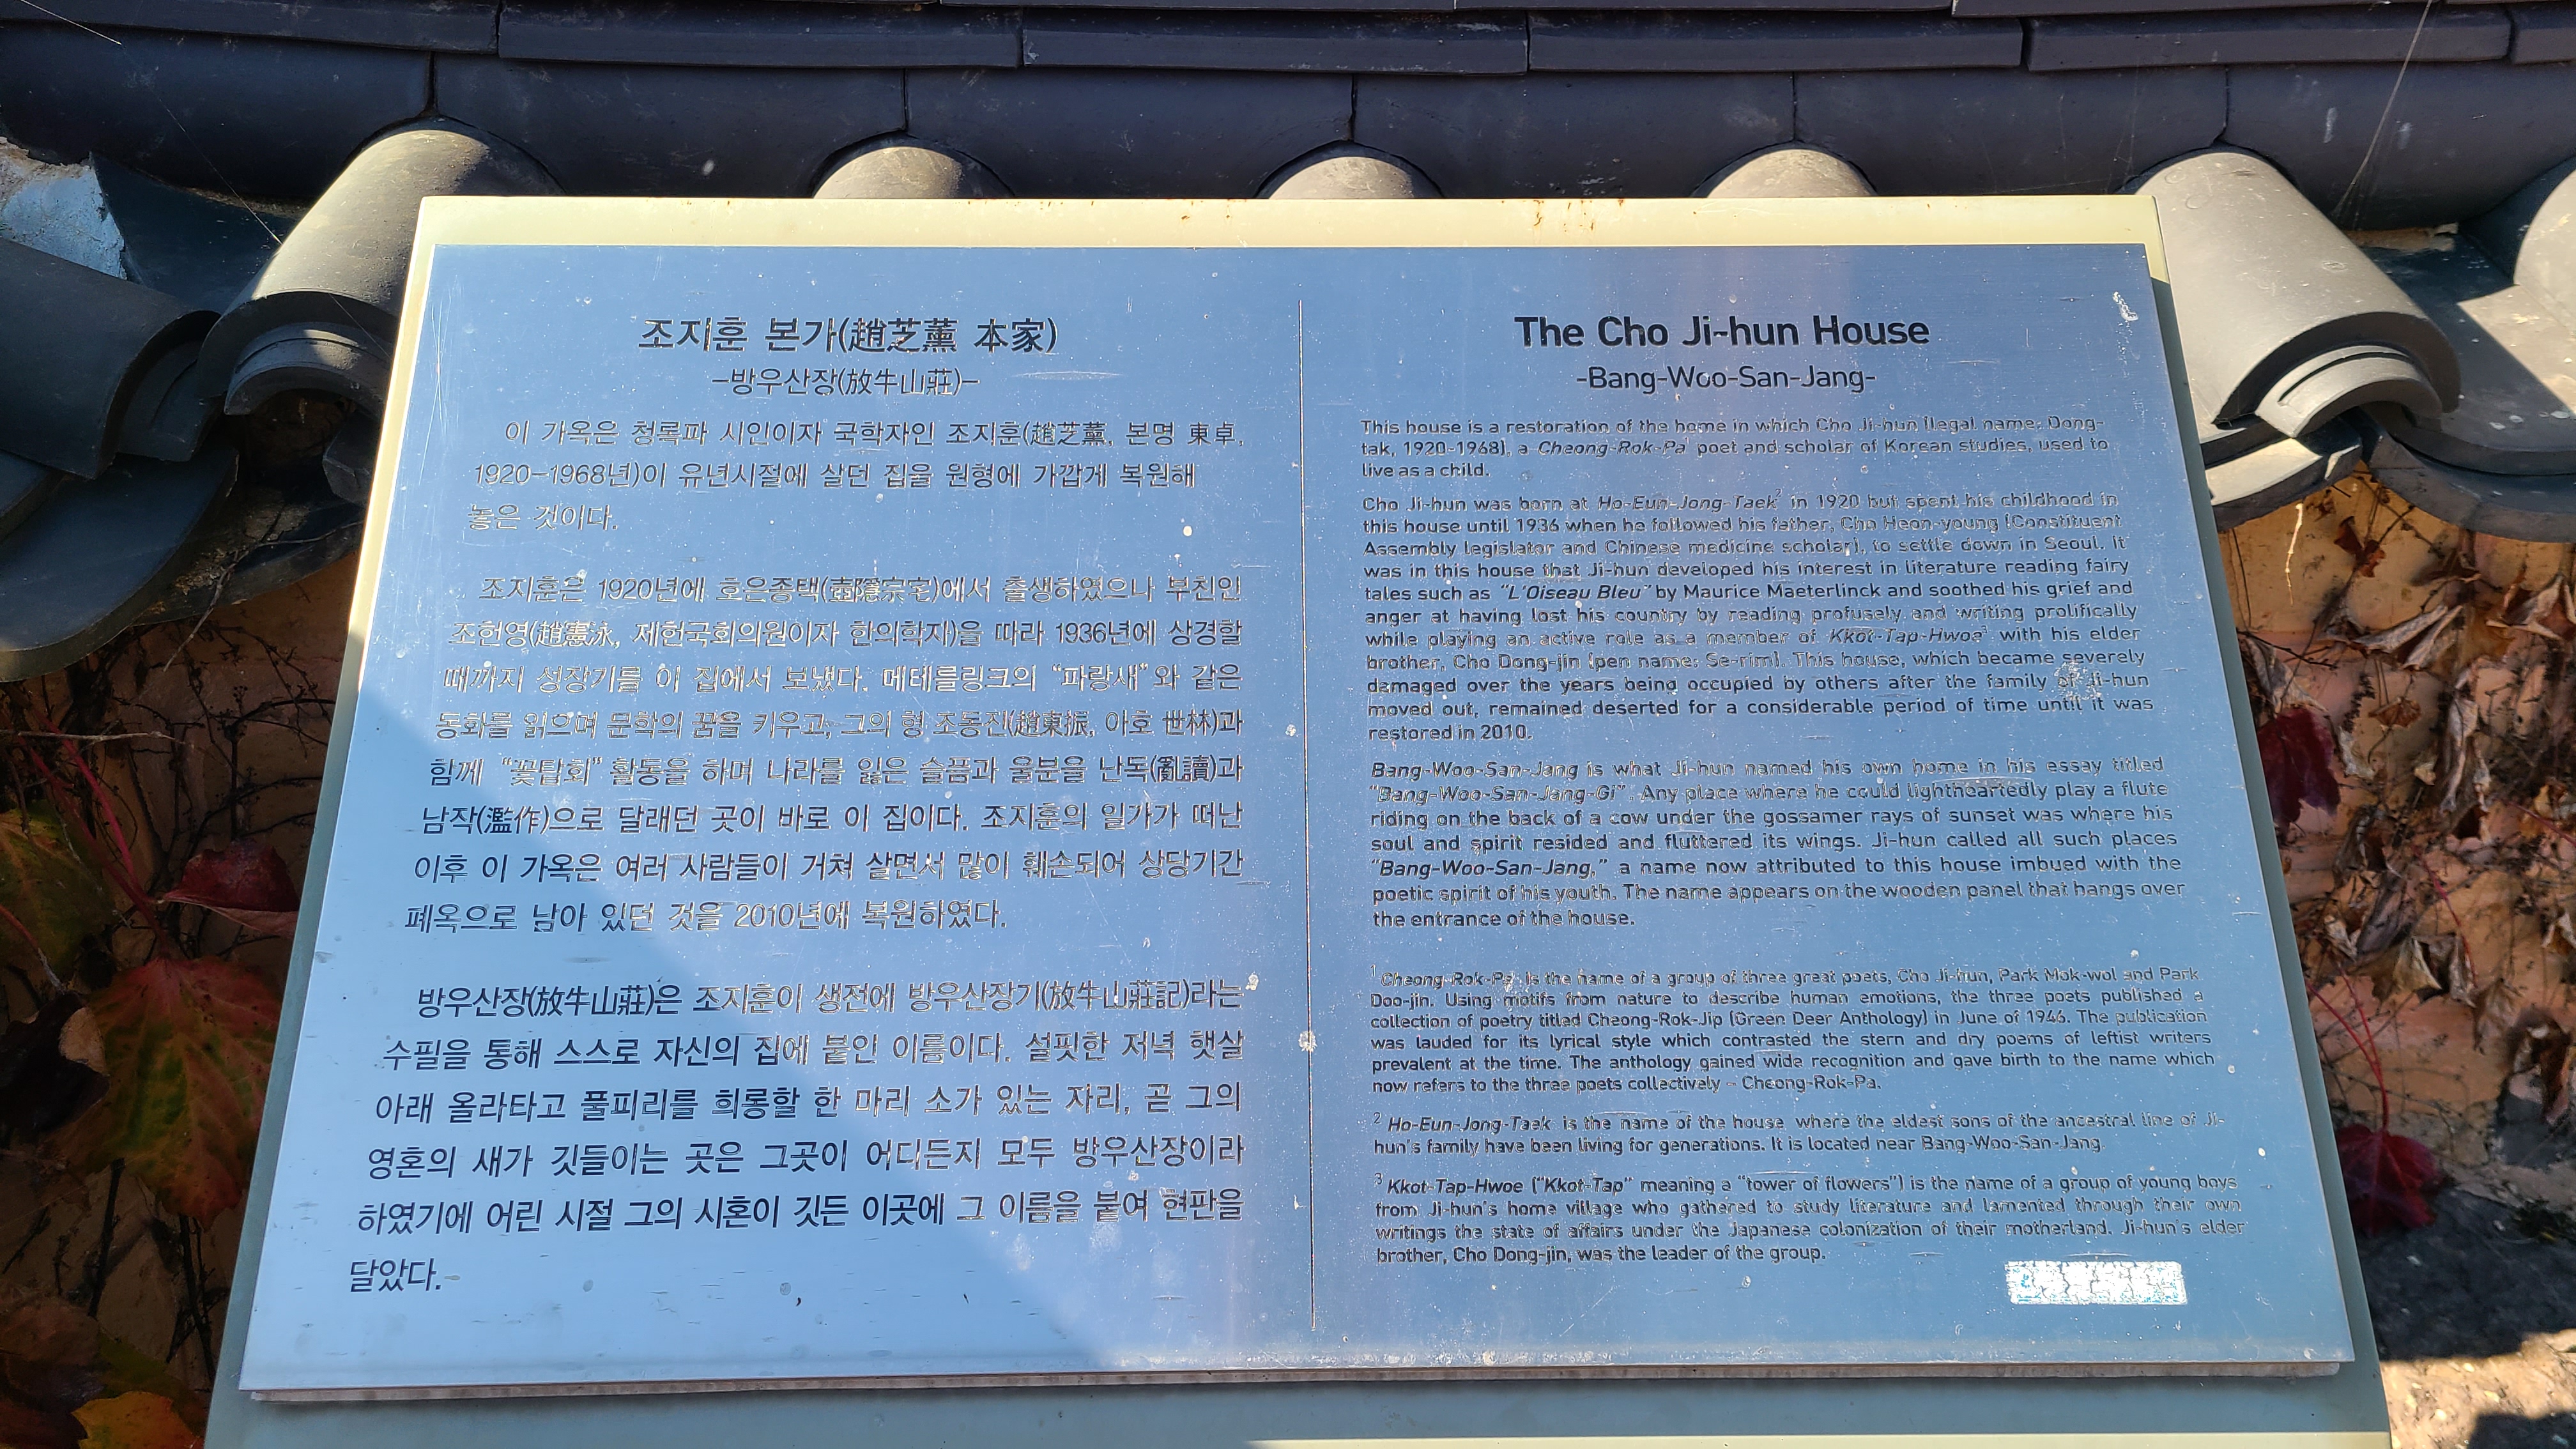 조지훈 본가(趙芝薰 本家)
-방우산장(放牛山莊)-
이 가옥은 청록파 시인이자 국학자인 조지훈(趙芝薰, 본명 東卓,
1920-1968년)이 유년시절에 살던 집을 원형에 가깝게 복원해
놓은 것이다.
조지훈은 1920년에 호은종택(壺隱宗宅)에서 출생하였으나 부친인
조헌영(趙憲泳, 제헌국회의원이자 한의학자)을 따라 1936년에 상경할
때까지 성장기를 이 집에서 보냈다. 메테를링크의 "파랑새"와 같은
동화를 읽으며 문학의 꿈을 키우고, 그의 형 조동진(趙東振, 아호 世林)과
함께 "꽃탑회" 활동을 하며 나라를 잃은 슬픔과 울분을 난독(亂讀)과
남작(濫作)으로 달래던 곳이 바로 이 집이다. 조지훈의 일가가 떠난
이후 이 가옥은 여러 사람들이 거쳐 살면서 많이 훼손되어 상당기간
폐옥으로 남아 있던 것을 2010년에 복원하였다.
방우산장(放牛山莊)은 조지훈이 생전에 방우산장기(放牛山莊記)라는
수필을 통해 스스로 자신의 집에 붙인 이름이다. 설핏한 저녁 햇살
아래 올라타고 풀피리를 희롱할 한 마리 소가 있는 자리, 곧 그의
영혼의 새가 깃들이는 곳은 그곳이 어디든지 모두 방우산장이라
하였기에 어린 시절 그의 시혼이 깃든 이곳에 그 이름을 붙여 현판을
달았다.
The Cho Ji-hun House
-Bang-Woo-San-Jang-
This house is a restoration of the home in which Cho Ji-hun (legal name: Dong-
tak, 1920-1968), a Cheong-Rok-Pa¹ poet and scholar of Korean studies, used to
live as a child.
Cho Ji-hun was born at Ho-Eun-Jong-Taek² in 1920 but spent his childhood in
this house until 1936 when he followed his father, Cho Heon-young (Constituent
Assembly legislator and Chinese medicine scholar), to settle down in Seoul. It
was in this house that Ji-hun developed his interest in literature reading fairy
tales such as "L'Oiseau Bleu" by Maurice Maeterlinck and soothed his grief and
anger at having lost his country by reading profusely and writing prolifically
while playing an active role as a member of Kkot-Tap-Hwoe³ with his elder
brother, Cho Dong-jin (pen name: Se-rim). This house, which became severely
damaged over the years being occupied by others after the family of Ji-hun
moved out, remained deserted for a considerable period of time until it was
restored in 2010.
Bang-Woo-San-Jang is what Ji-hun named his own home in his essay titled
"Bang-Woo-San-Jang-Gi". Any place where he could lightheartedly play a flute
riding on the back of a cow under the gossamer rays of sunset was where his
soul and spirit resided and fluttered its wings. Ji-hun called all such places
"Bang-Woo-San-Jang," a name now attributed to this house imbued with the
poetic spirit of his youth. The name appears on the wooden panel that hangs over
the entrance of the house.
¹ Cheong-Rok-Pa is the name of a group of three great poets, Cho Ji-hun, Park Mok-wol and Park
Doo-jin. Using motifs from nature to describe human emotions, the three poets published a
collection of poetry titled Cheong-Rok-Jip (Green Deer Anthology) in June of 1946. The publication
was lauded for its lyrical style which contrasted the stern and dry poems of leftist writers
prevalent at the time. The anthology gained wide recognition and gave birth to the name which
now refers to the three poets collectively - Cheong-Rok-Pa.
² Ho-Eun-Jong-Taek is the name of the house where the eldest sons of the ancestral line of Ji-
hun's family have been living for generations. It is located near Bang-Woo-San-Jang.
³ Kkot-Tap-Hwoe ("Kkot-Tap" meaning a "tower of flowers") is the name of a group of young boys
from Ji-hun's home village who gathered to study literature and lamented through their own
writings the state of affairs under the Japanese colonization of their motherland. Ji-hun's elder
brother, Cho Dong-jin, was the leader of the group.